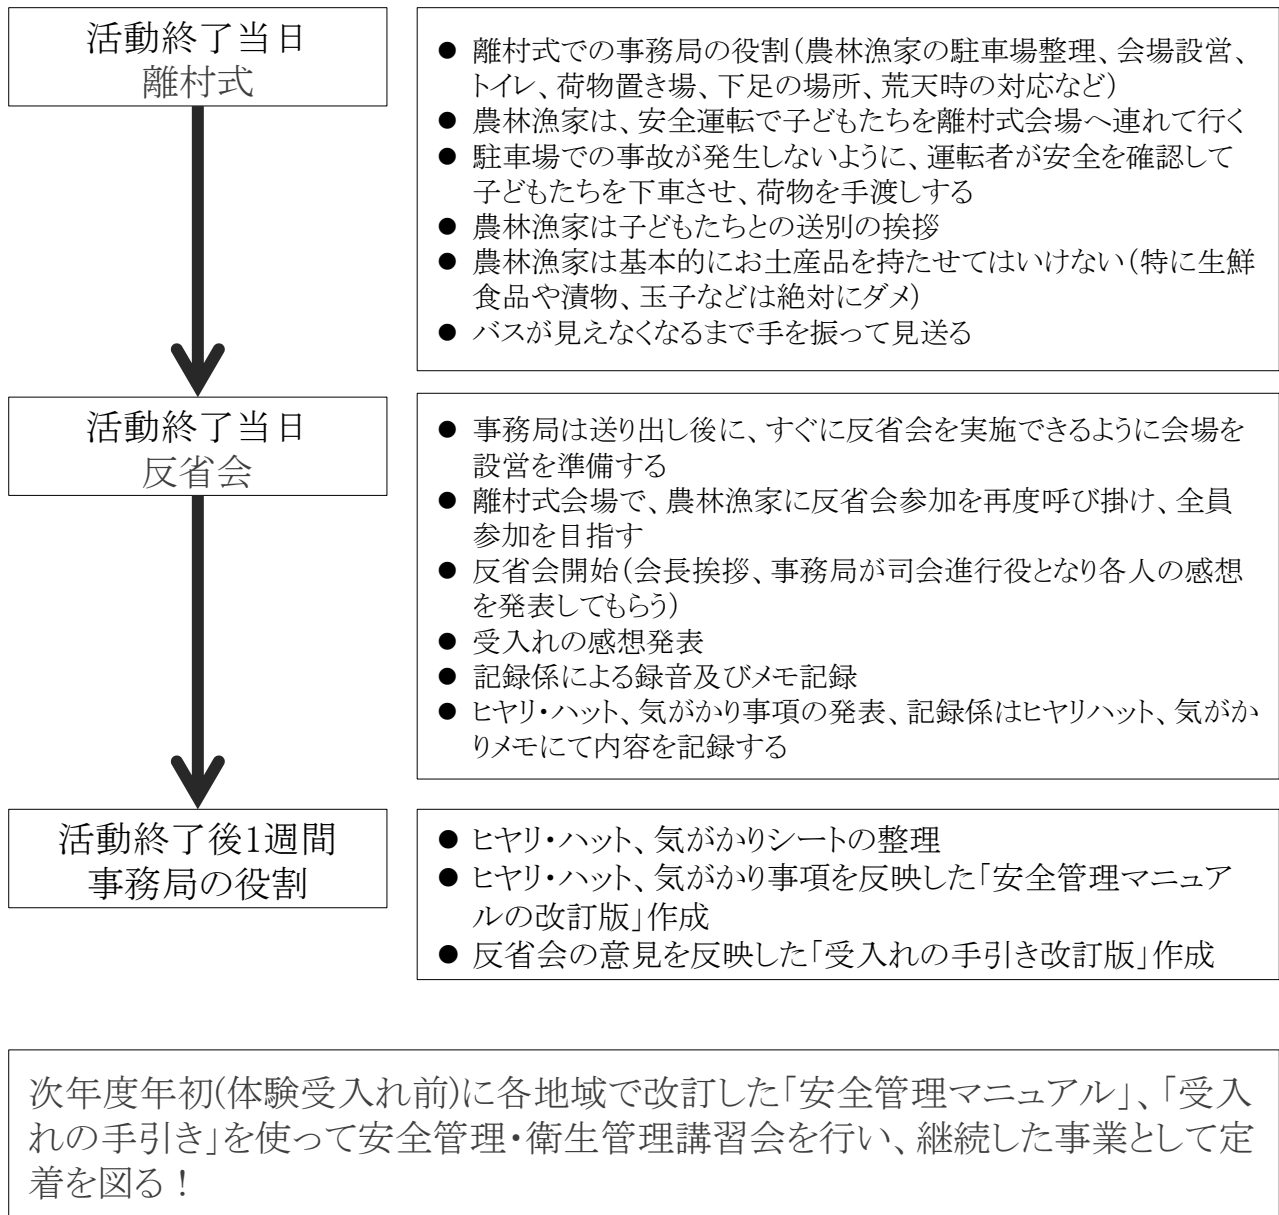 活動終了当日
離村式
● 離村式での事務局の役割（農林漁家の駐車場整理、会場設営、
トイレ、荷物置き場、下足の場所、荒天時の対応など）
● 農林漁家は、安全運転で子どもたちを離村式会場へ連れて行く
● 駐車場での事故が発生しないように、運転者が安全を確認して
子どもたちを下車させ、荷物を手渡しする
● 農林漁家は子どもたちとの送別の挨拶
● 農林漁家は基本的にお土産品を持たせてはいけない（特に生鮮
食品や漬物、玉子などは絶対にダメ）
● バスが見えなくなるまで手を振って見送る
活動終了当日
反省会
● 事務局は送り出し後に、すぐに反省会を実施できるように会場を
設営を準備する
● 離村式会場で、農林漁家に反省会参加を再度呼び掛け、全員
参加を目指す
● 反省会開始（会長挨拶、事務局が司会進行役となり各人の感想
を発表してもらう）
● 受入れの感想発表
● 記録係による録音及びメモ記録
● ヒヤリ・ハット、気がかり事項の発表、記録係はヒヤリハット、気がか
りメモにて内容を記録する
活動終了後1週間
事務局の役割
● ヒヤリ・ハット、気がかりシートの整理
● ヒヤリ・ハット、気がかり事項を反映した「安全管理マニュア
ルの改訂版」作成
● 反省会の意見を反映した「受入れの手引き改訂版」作成
次年度年初(体験受入れ前)に各地域で改訂した「安全管理マニュアル」、「受入
れの手引き」を使って安全管理・衛生管理講習会を行い、継続した事業として定
着を図る！